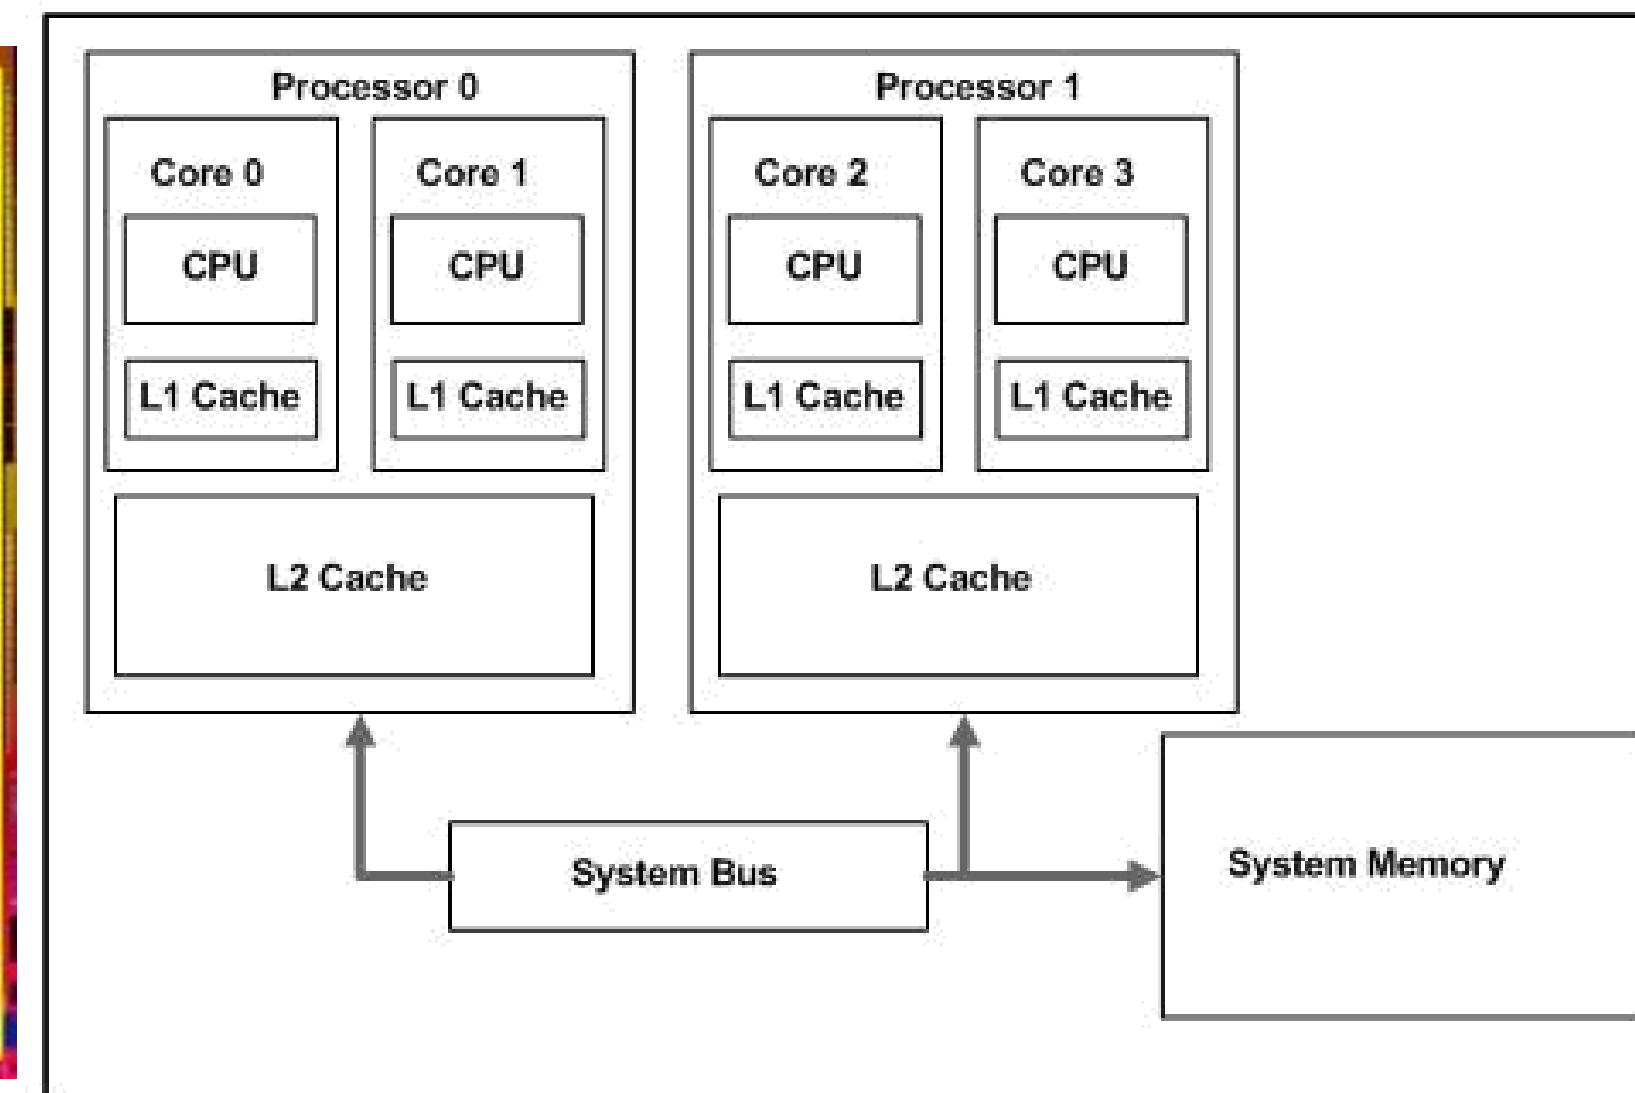 Processor 0
Processor 1
Core 0
Core 1
Core 2
Core 3
CPU
CPU
CPU
CPU
L1 Cache
L1 Cache
L1 Cache
L1 Cache
L2 Cache
L2 Cache
System Bus
System Memory